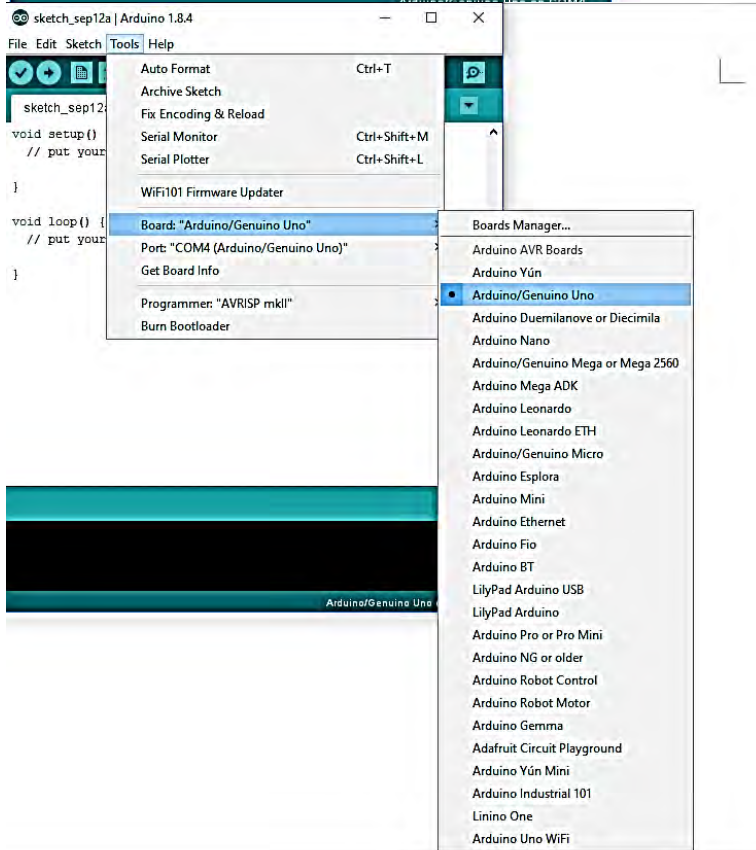 sketch_sep12a | Arduino 1.8.4
File Edit Sketch Tools Help
sketch_sep12
void setup()
// put your
}
void loop() {
// put your
}
Auto Format Ctrl+T
Archive Sketch
Fix Encoding & Reload
Serial Monitor Ctrl+Shift+M
Serial Plotter Ctrl+Shift+L
WiFi101 Firmware Updater
Board: "Arduino/Genuino Uno"
Port: "COM4 (Arduino/Genuino Uno)"
Get Board Info
Programmer: "AVRISP mkII"
Burn Bootloader
Boards Manager...
Arduino AVR Boards
Arduino Yún
Arduino/Genuino Uno
Arduino Duemilanove or Diecimila
Arduino Nano
Arduino/Genuino Mega or Mega 2560
Arduino Mega ADK
Arduino Leonardo
Arduino Leonardo ETH
Arduino/Genuino Micro
Arduino Esplora
Arduino Mini
Arduino Ethernet
Arduino Fio
Arduino BT
LilyPad Arduino USB
LilyPad Arduino
Arduino Pro or Pro Mini
Arduino NG or older
Arduino Robot Control
Arduino Robot Motor
Arduino Gemma
Adafruit Circuit Playground
Arduino Yún Mini
Arduino Industrial 101
Linino One
Arduino Uno WiFi
Arduino/Genuino Uno